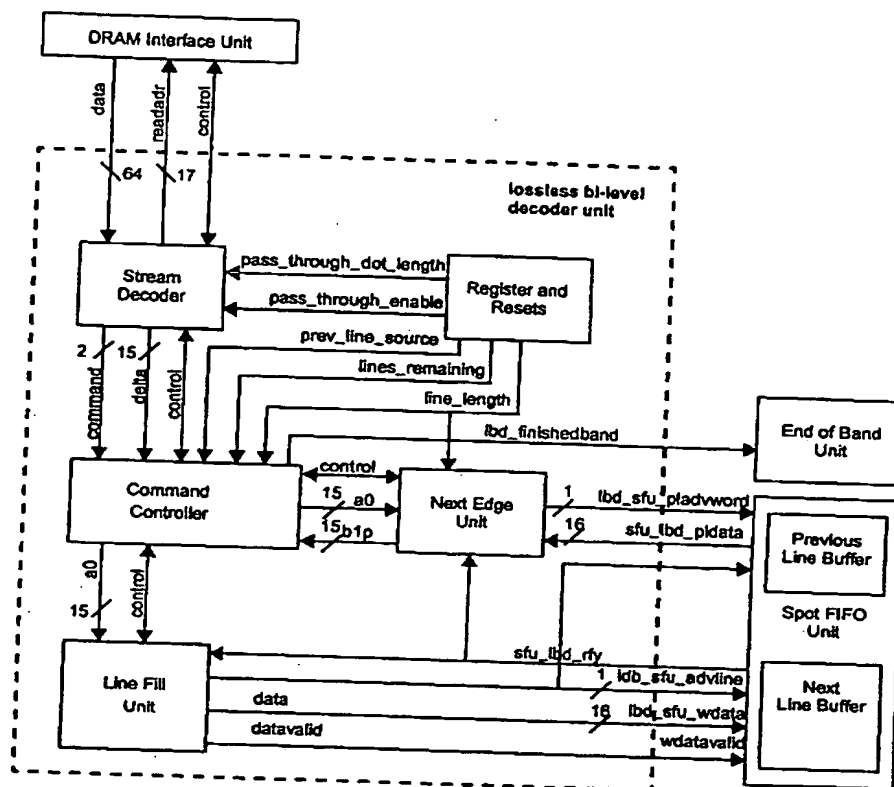 DRAM Interface Unit
data
readadr
control
64
17
lossless bi-level
decoder unit
Stream
Decoder
pass_through_dot_length
pass_through_enable
Register and
Resets
prev_line_source
lines_remaining
line_length
2
15
command
delta
control
lbd_finishedband
End of Band
Unit
Command
Controller
control
15
a0
15
b1p
Next Edge
Unit
1
lbd_sfu_pladvword
16
sfu_lbd_pldata
Previous
Line Buffer
Spot FIFO
Unit
a0
15
control
sfu_lbd_rfy
Line Fill
Unit
1
ldb_sfu_advline
data
16
lbd_sfu_wdata
datavalid
wdatavalid
Next
Line Buffer